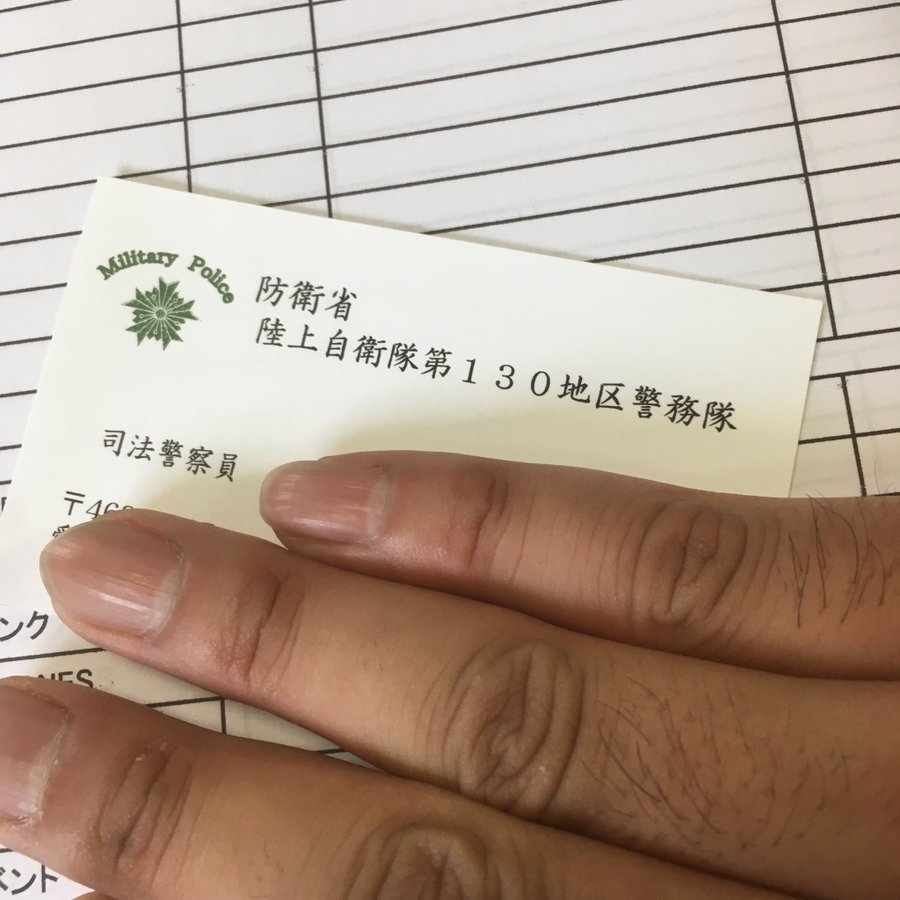 Military Police
防衛省
陸上自衛隊第１３０地区警務隊
司法警察員
〒46
ンク
NES
ベント